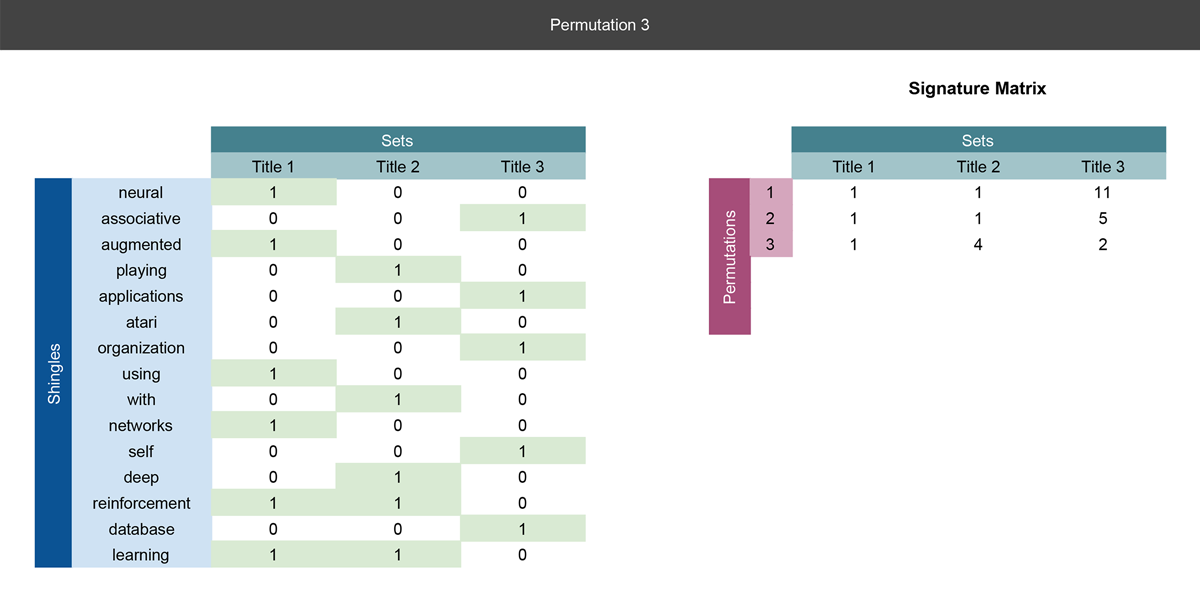 Permutation 3
Signature Matrix
Sets
Title 1 Title 2 Title 3
Shingles
neural 1 0 0
associative 0 0 1
augmented 1 0 0
playing 0 1 0
applications 0 0 1
atari 0 1 0
organization 0 0 1
using 1 0 0
with 0 1 0
networks 1 0 0
self 0 0 1
deep 0 1 0
reinforcement 1 1 0
database 0 0 1
learning 1 1 0
Sets
Title 1 Title 2 Title 3
Permutations
1 1 1 11
2 1 1 5
3 1 4 2